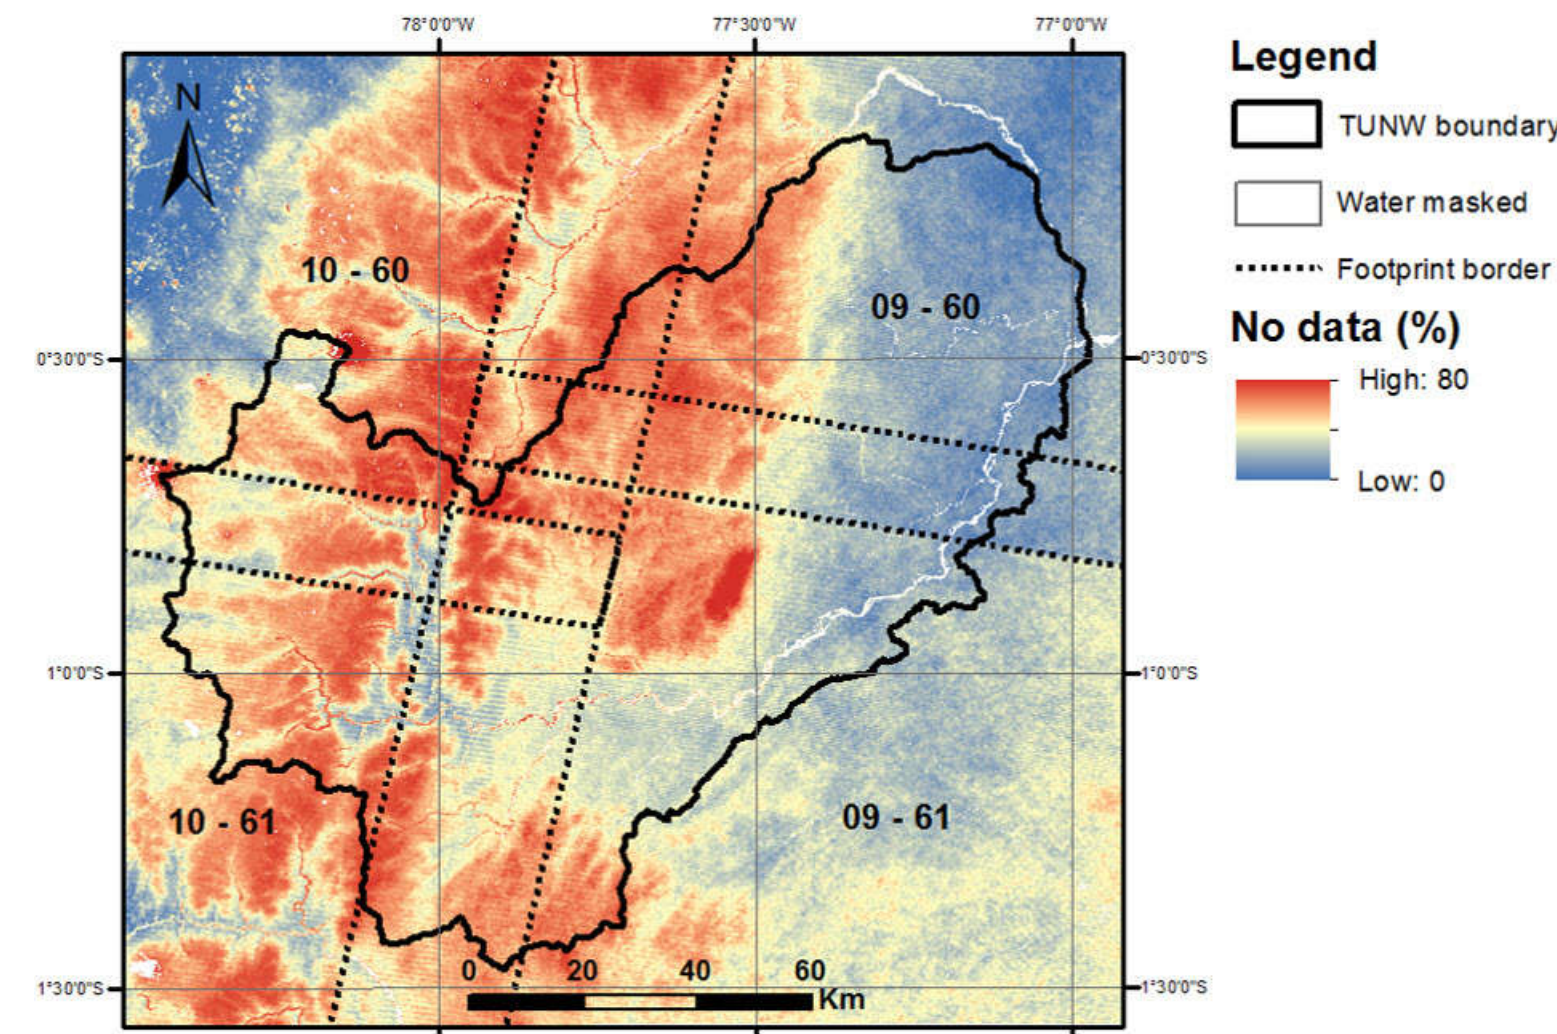 78°0'0"W 77°30'0"W 77°0'0"W
N
10 - 60
09 - 60
0°30'0"S 0°30'0"S
1°0'0"S 1°0'0"S
10 - 61 09 - 61
0 20 40 60
Km
1°30'0"S 1°30'0"S
Legend
TUNW boundary
Water masked
Footprint border
No data (%)
High: 80
Low: 0